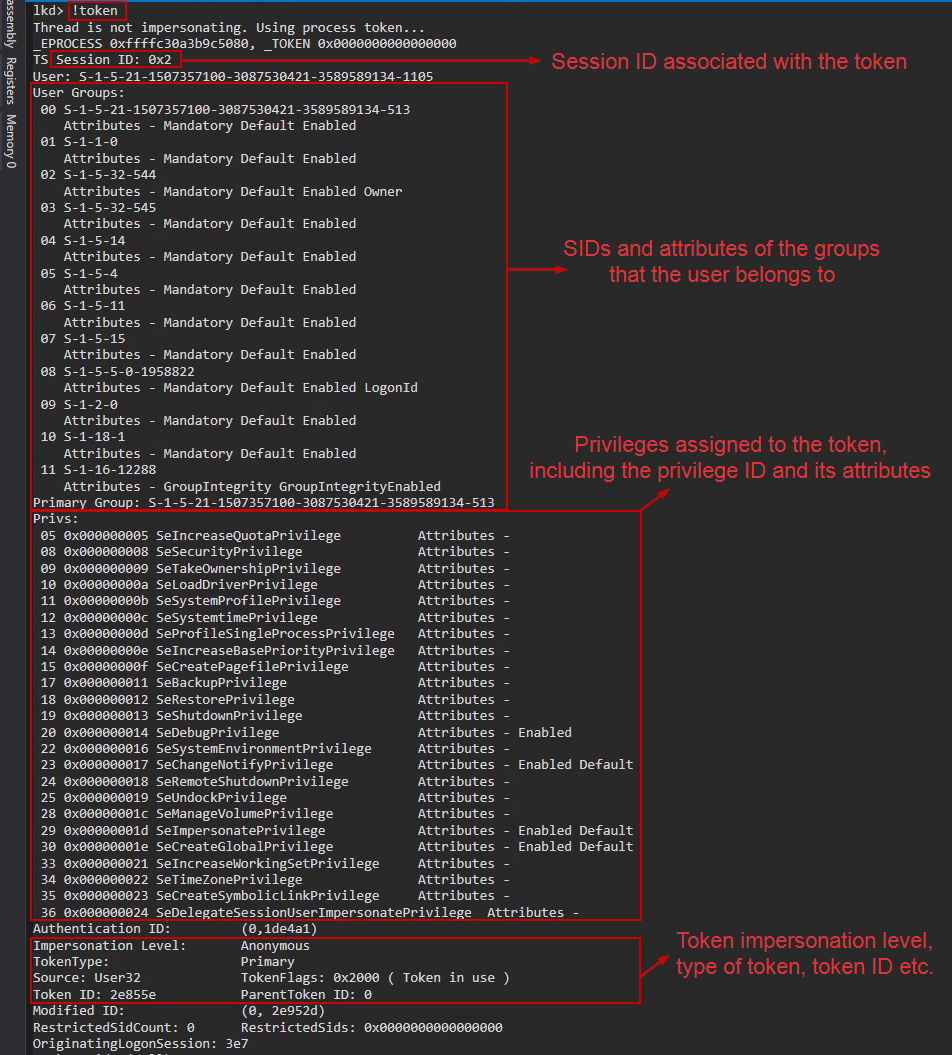 assembly
Registers
Memory 0
lkd> !token
Thread is not impersonating. Using process token...
_EPROCESS 0xffffc30a3b9c5080, _TOKEN 0x0000000000000000
TS Session ID: 0x2
Session ID associated with the token
User: S-1-5-21-1507357100-3087530421-3589589134-1105
User Groups:
00 S-1-5-21-1507357100-3087530421-3589589134-513
Attributes - Mandatory Default Enabled
01 S-1-1-0
Attributes - Mandatory Default Enabled
02 S-1-5-32-544
Attributes - Mandatory Default Enabled Owner
03 S-1-5-32-545
Attributes - Mandatory Default Enabled
04 S-1-5-14
Attributes - Mandatory Default Enabled
05 S-1-5-4
Attributes - Mandatory Default Enabled
06 S-1-5-11
Attributes - Mandatory Default Enabled
07 S-1-5-15
Attributes - Mandatory Default Enabled
08 S-1-5-5-0-1958822
Attributes - Mandatory Default Enabled LogonId
09 S-1-2-0
Attributes - Mandatory Default Enabled
10 S-1-18-1
Attributes - Mandatory Default Enabled
11 S-1-16-12288
Attributes - GroupIntegrity GroupIntegrityEnabled
Primary Group: S-1-5-21-1507357100-3087530421-3589589134-513
SIDs and attributes of the groups
that the user belongs to
Privs:
05 0x000000005 SeIncreaseQuotaPrivilege Attributes -
08 0x000000008 SeSecurityPrivilege Attributes -
09 0x000000009 SeTakeOwnershipPrivilege Attributes -
10 0x00000000a SeLoadDriverPrivilege Attributes -
11 0x00000000b SeSystemProfilePrivilege Attributes -
12 0x00000000c SeSystemtimePrivilege Attributes -
13 0x00000000d SeProfileSingleProcessPrivilege Attributes -
14 0x00000000e SeIncreaseBasePriorityPrivilege Attributes -
15 0x00000000f SeCreatePagefilePrivilege Attributes -
17 0x000000011 SeBackupPrivilege Attributes -
18 0x000000012 SeRestorePrivilege Attributes -
19 0x000000013 SeShutdownPrivilege Attributes -
20 0x000000014 SeDebugPrivilege Attributes - Enabled
22 0x000000016 SeSystemEnvironmentPrivilege Attributes -
23 0x000000017 SeChangeNotifyPrivilege Attributes - Enabled Default
24 0x000000018 SeRemoteShutdownPrivilege Attributes -
25 0x000000019 SeUndockPrivilege Attributes -
28 0x00000001c SeManageVolumePrivilege Attributes -
29 0x00000001d SeImpersonatePrivilege Attributes - Enabled Default
30 0x00000001e SeCreateGlobalPrivilege Attributes - Enabled Default
33 0x000000021 SeIncreaseWorkingSetPrivilege Attributes -
34 0x000000022 SeTimeZonePrivilege Attributes -
35 0x000000023 SeCreateSymbolicLinkPrivilege Attributes -
36 0x000000024 SeDelegateSessionUserImpersonatePrivilege Attributes -
Privileges assigned to the token,
including the privilege ID and its attributes
Authentication ID: (0,1de4a1)
Impersonation Level: Anonymous
TokenType: Primary
Source: User32 TokenFlags: 0x2000 ( Token in use )
Token ID: 2e855e ParentToken ID: 0
Token impersonation level,
type of token, token ID etc.
Modified ID: (0, 2e952d)
RestrictedSidCount: 0 RestrictedSids: 0x0000000000000000
OriginatingLogonSession: 3e7